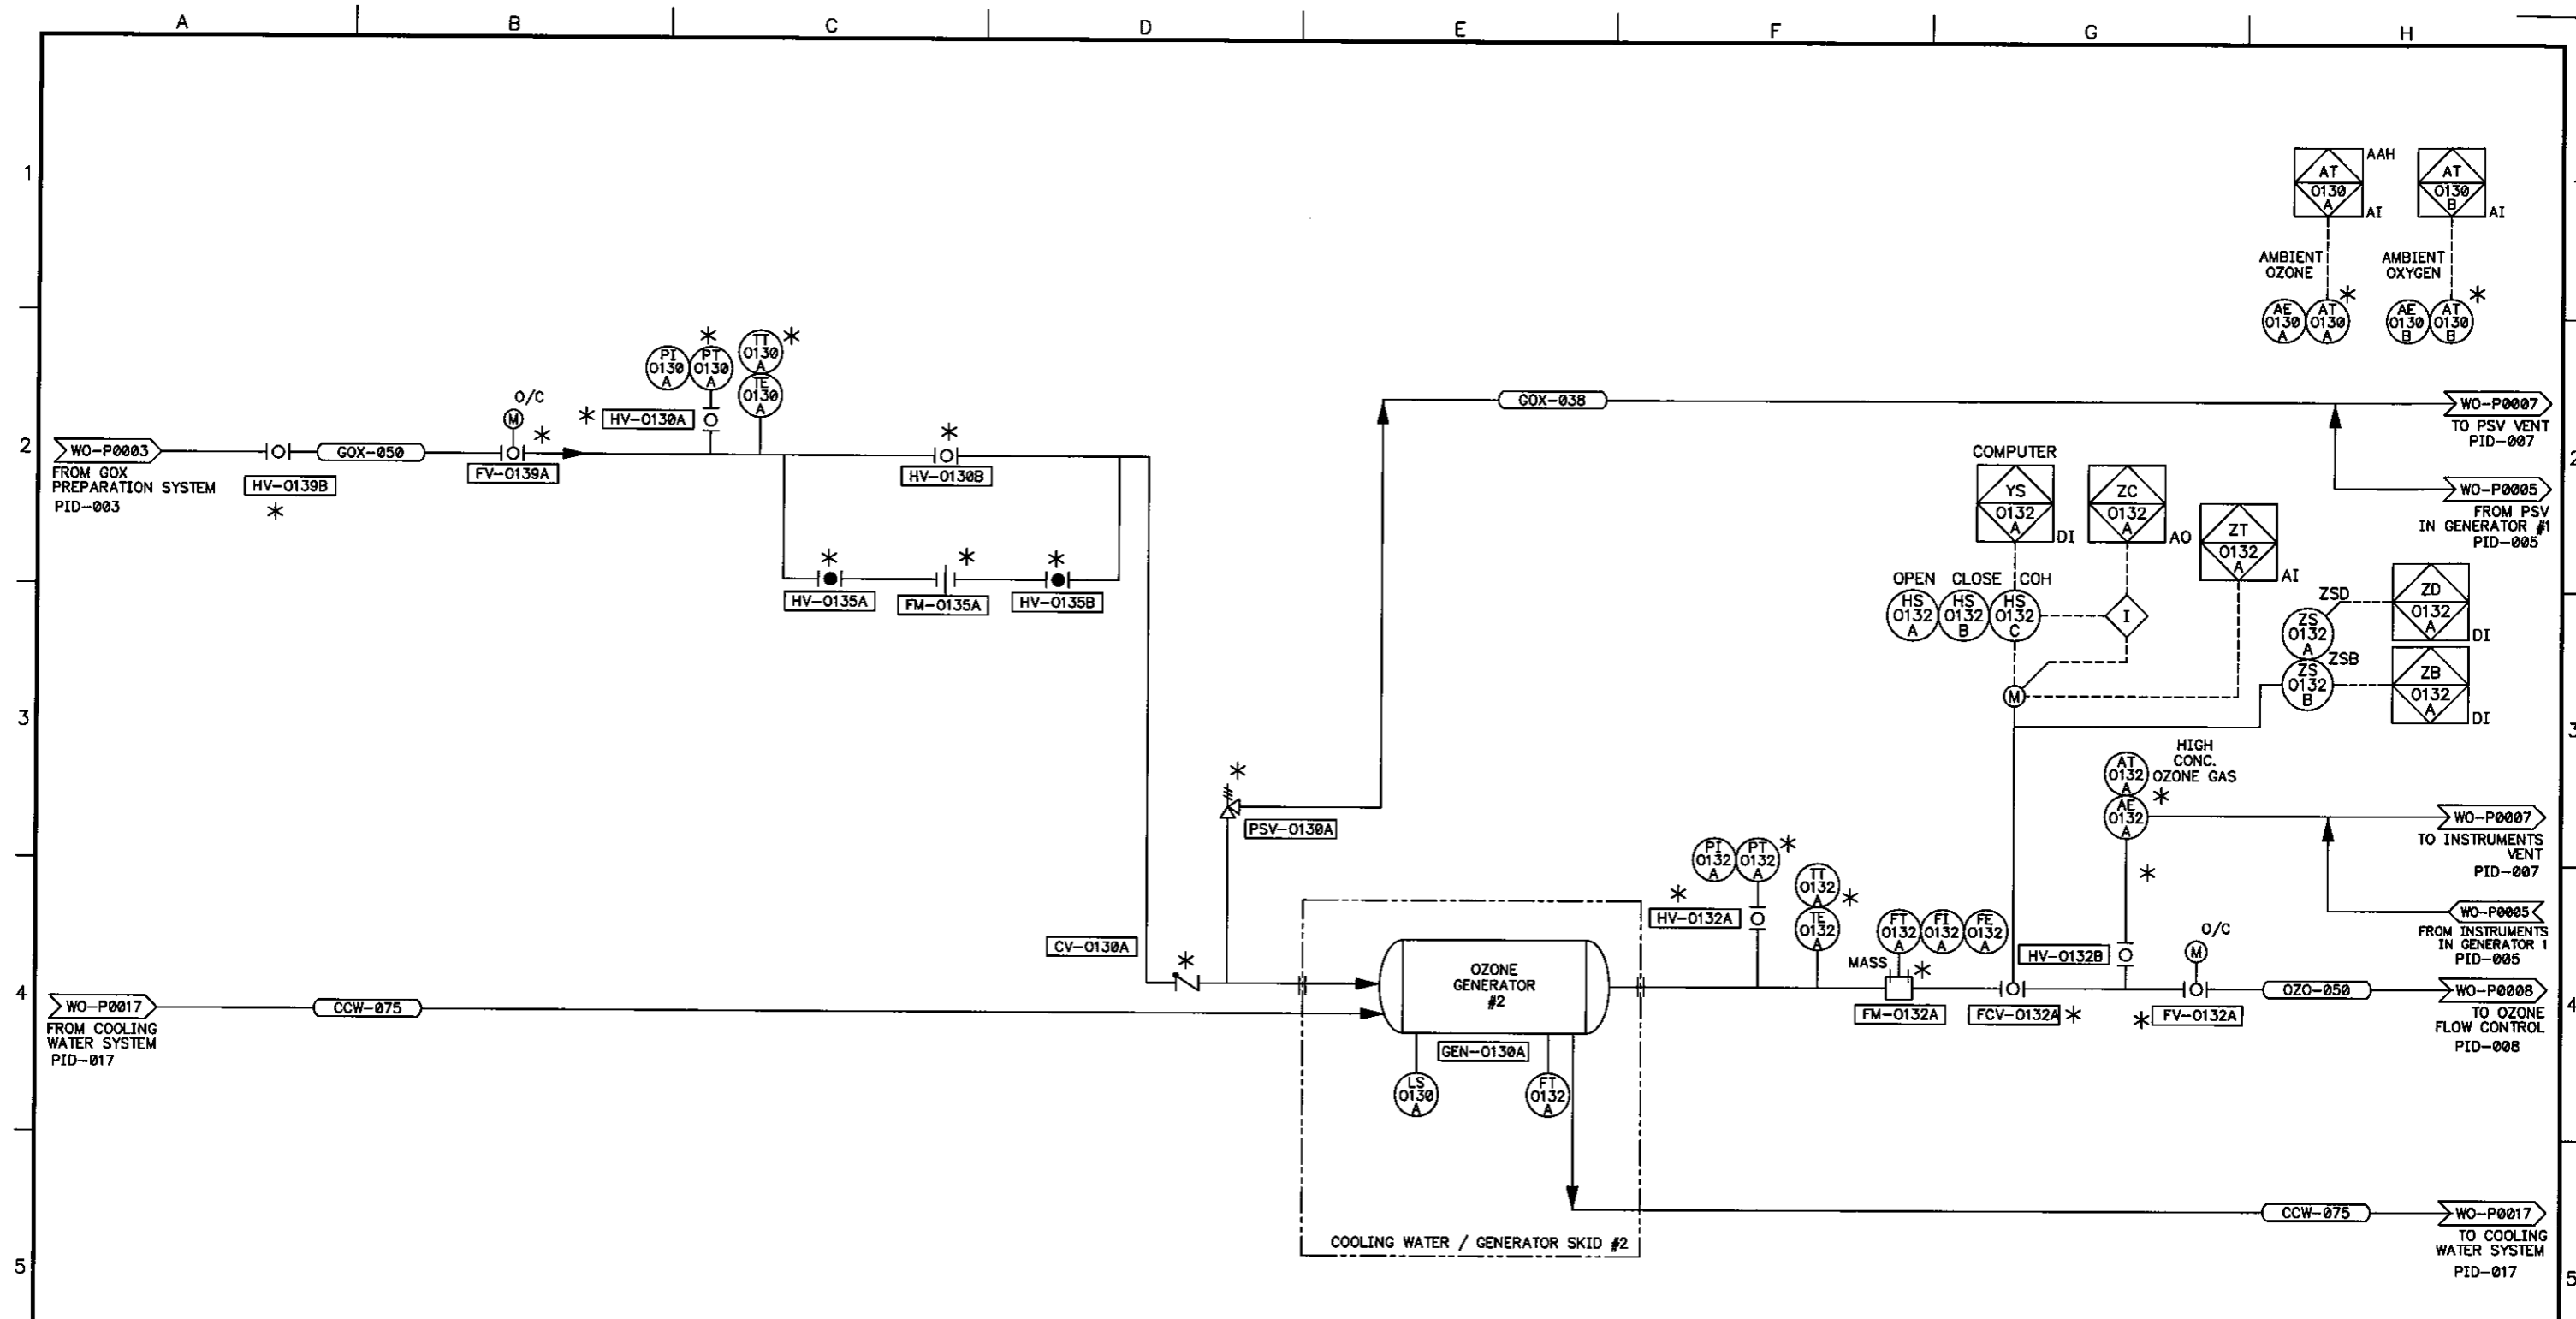 A B C D E F G H
1
AT
0130
A
AAH
AI
AT
0130
B
AI
AMBIENT
OZONE
AMBIENT
OXYGEN
AE
0130
A
AT
0130
A
*
AE
0130
B
AT
0130
B
*
2
2
WO-P0003
FROM GOX
PREPARATION SYSTEM
PID-003
HV-0139B
*
GOX-050
O/C
M
*
FV-0139A
* HV-0130A
PI
0130
A
PT
0130
A
*
TT
0130
A
*
TE
0130
A
*
HV-0130B
*
HV-0135A
*
FM-0135A
*
HV-0135B
GOX-038
WO-P0007
TO PSV VENT
PID-007
WO-P0005
FROM PSV
IN GENERATOR #1
PID-005
COMPUTER
YS
0132
A
DI
ZC
0132
A
AO
ZT
0132
A
AI
OPEN CLOSE COH
HS
0132
A
HS
0132
B
HS
0132
C
I
M
ZSD
ZS
0132
A
ZD
0132
A
DI
ZSB
ZS
0132
B
ZB
0132
A
DI
3
3
*
PSV-0130A
HIGH
CONC.
OZONE GAS
AT
0132
A
AE
0132
A
*
*
WO-P0007
TO INSTRUMENTS
VENT
PID-007
WO-P0005
FROM INSTRUMENTS
IN GENERATOR 1
PID-005
PI
0132
A
PT
0132
A
*
* HV-0132A
TT
0132
A
*
TE
0132
A
FT
0132
A
FI
0132
A
FE
0132
A
MASS
*
FM-0132A
HV-0132B
FCV-0132A *
O/C
M
* FV-0132A
OZO-050
WO-P0008
TO OZONE
FLOW CONTROL
PID-008
4
4
CV-0130A
*
WO-P0017
FROM COOLING
WATER SYSTEM
PID-017
CCW-075
OZONE
GENERATOR
#2
GEN-0130A
LS
0130
A
FT
0132
A
COOLING WATER / GENERATOR SKID #2
CCW-075
WO-P0017
TO COOLING
WATER SYSTEM
PID-017
5
5